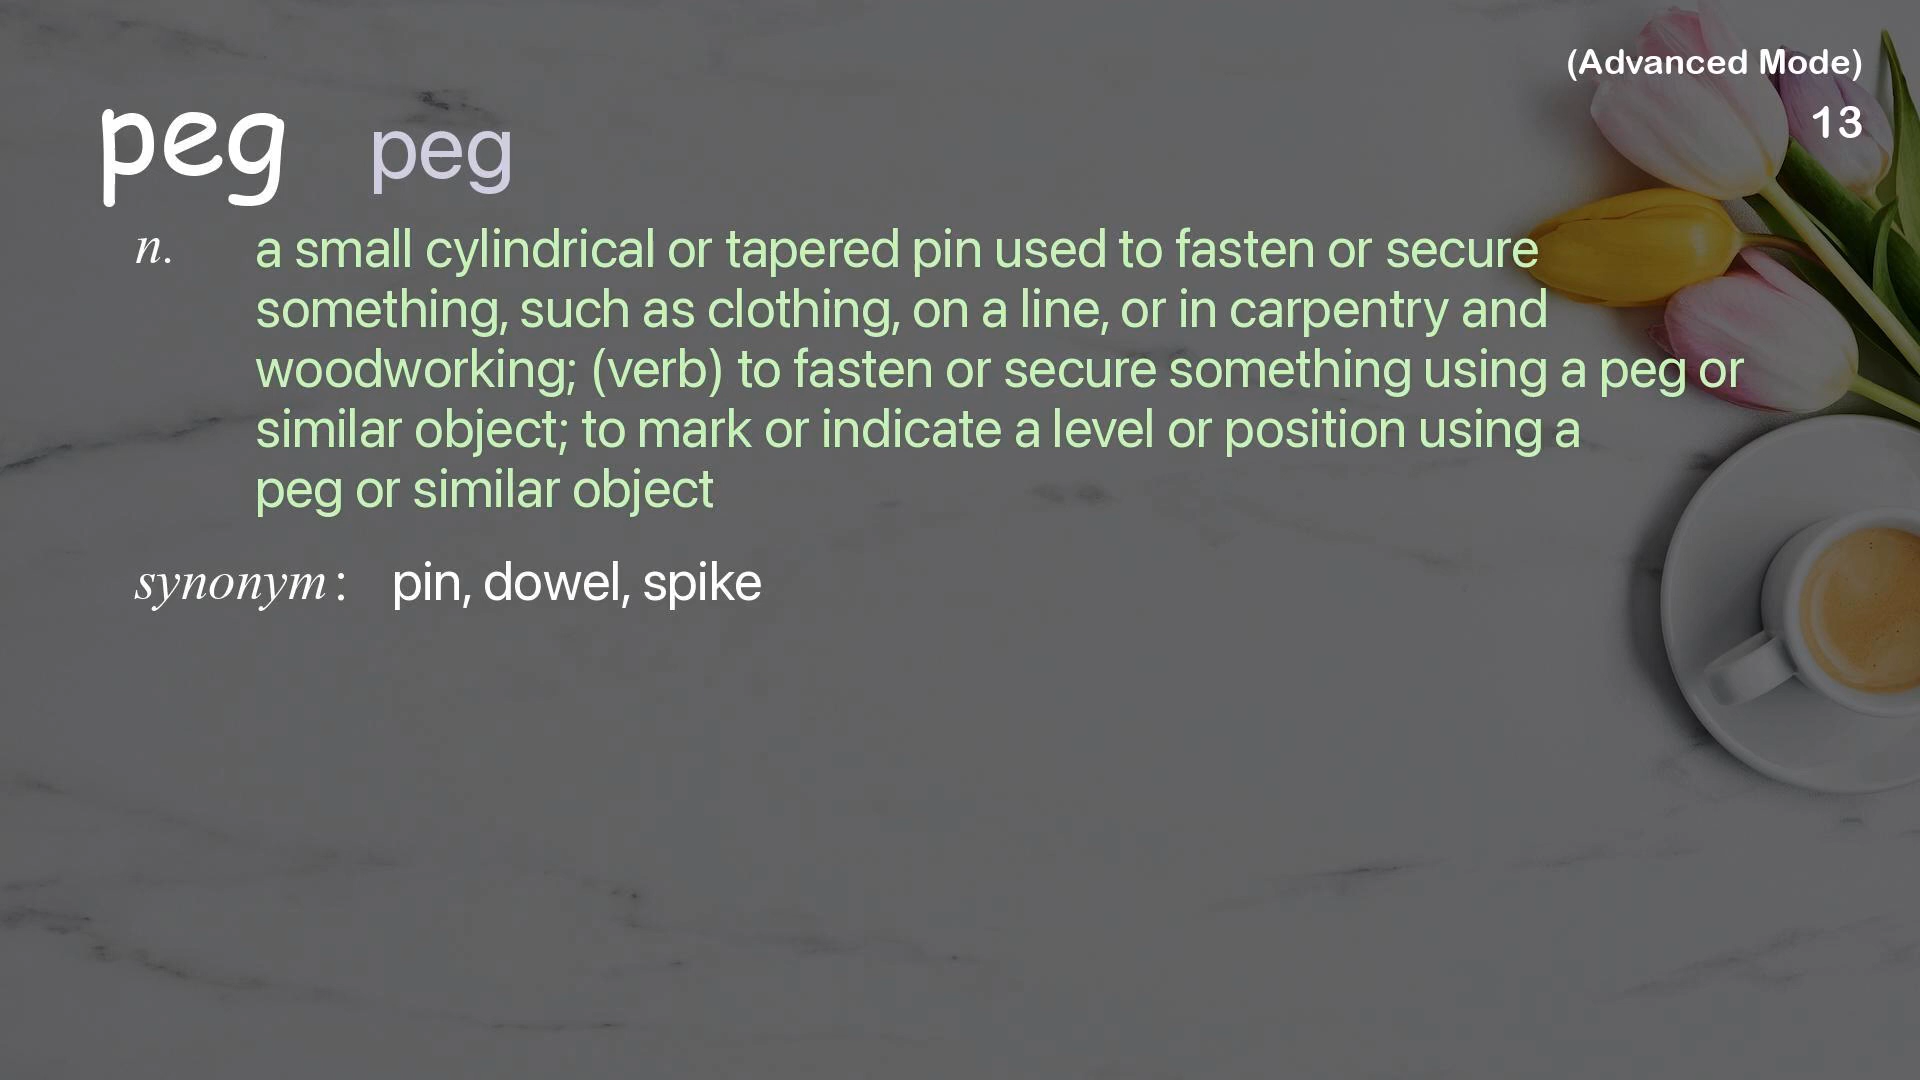 (Advanced Mode)
13
peg peg
n. a small cylindrical or tapered pin used to fasten or secure
something, such as clothing, on a line, or in carpentry and
woodworking; (verb) to fasten or secure something using a peg or
similar object; to mark or indicate a level or position using a
peg or similar object
synonym : pin, dowel, spike